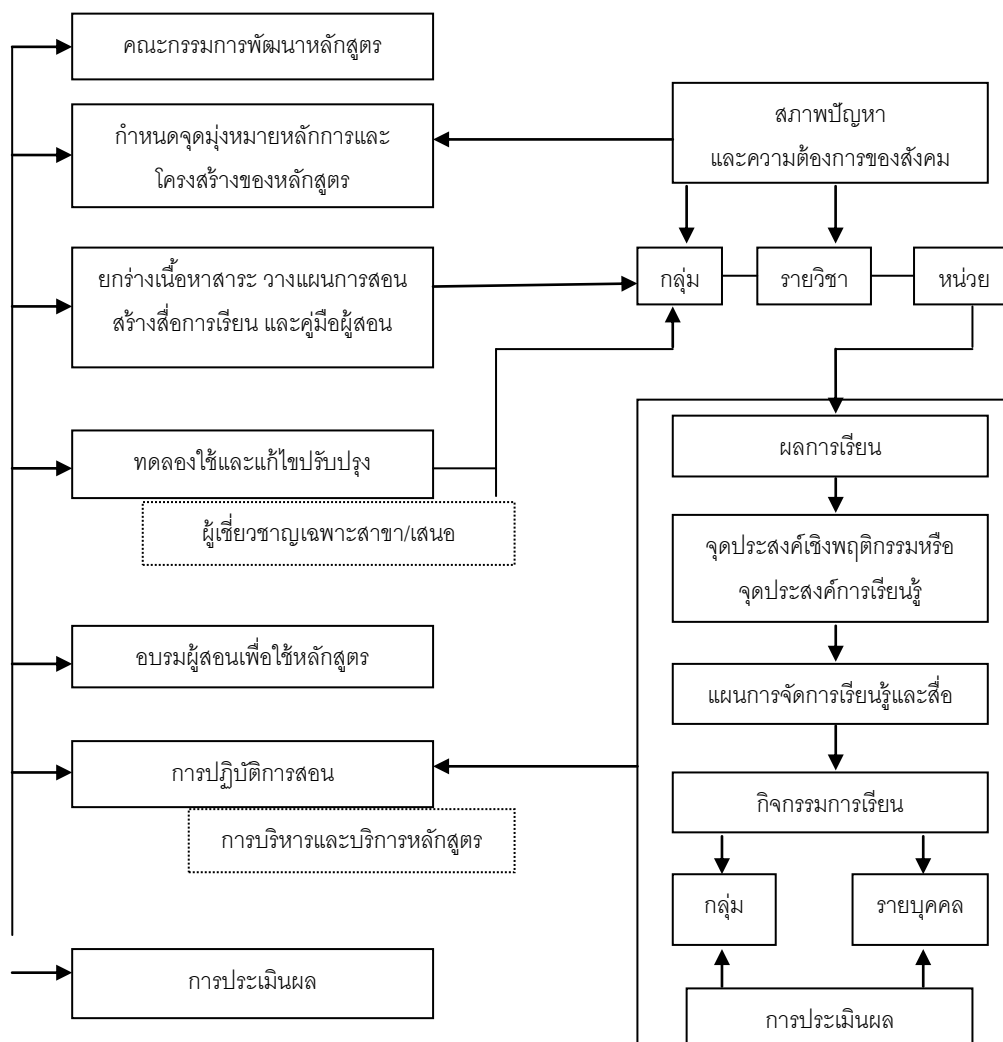 คณะกรรมการพัฒนาหลักสูตร
กำหนดจุดมุ่งหมายหลักการและ
โครงสร้างของหลักสูตร
สภาพปัญหา
และความต้องการของสังคม
ยกร่างเนื้อหาสาระ วางแผนการสอน
สร้างสื่อการเรียน และคู่มือผู้สอน
กลุ่ม
รายวิชา
หน่วย
ทดลองใช้และแก้ไขปรับปรุง
ผู้เชี่ยวชาญเฉพาะสาขา/เสนอ
อบรมผู้สอนเพื่อใช้หลักสูตร
การปฏิบัติการสอน
การบริหารและบริการหลักสูตร
การประเมินผล
ผลการเรียน
จุดประสงค์เชิงพฤติกรรมหรือ
จุดประสงค์การเรียนรู้
แผนการจัดการเรียนรู้และสื่อ
กิจกรรมการเรียน
กลุ่ม
รายบุคคล
การประเมินผล